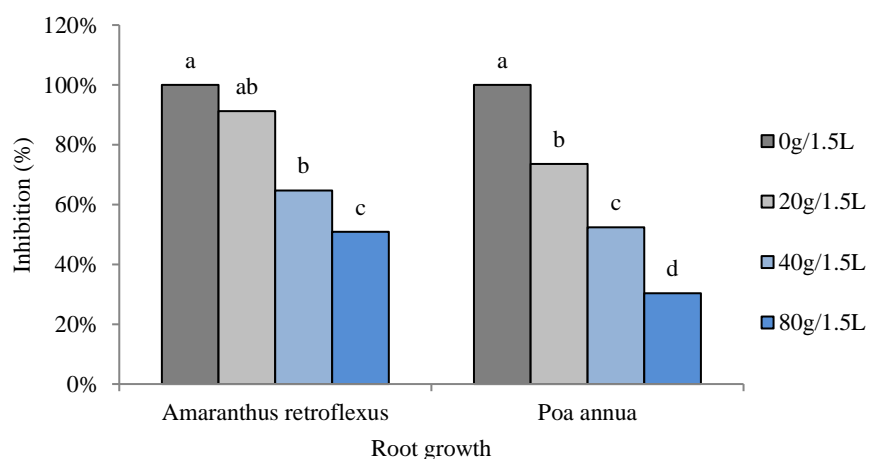 120%
100%
80%
60%
40%
20%
0%
Inhibition (%)
a
ab
b
c
a
b
c
d
Amaranthus retroflexus
Poa annua
Root growth
0g/1.5L
20g/1.5L
40g/1.5L
80g/1.5L